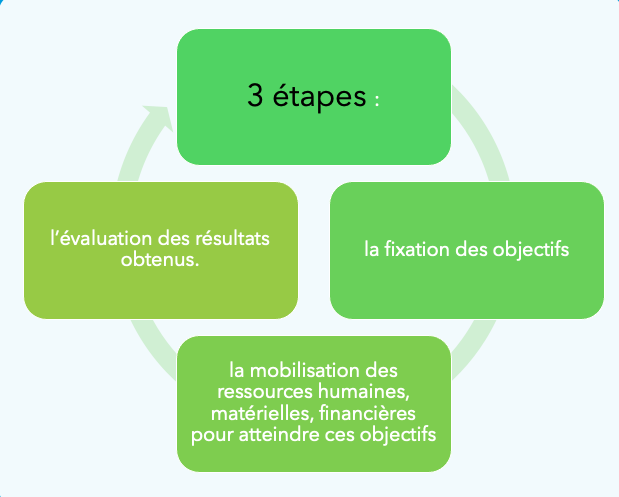 3 étapes :
la fixation des objectifs
la mobilisation des
ressources humaines,
matérielles, financières
pour atteindre ces objectifs
l’évaluation des résultats
obtenus.